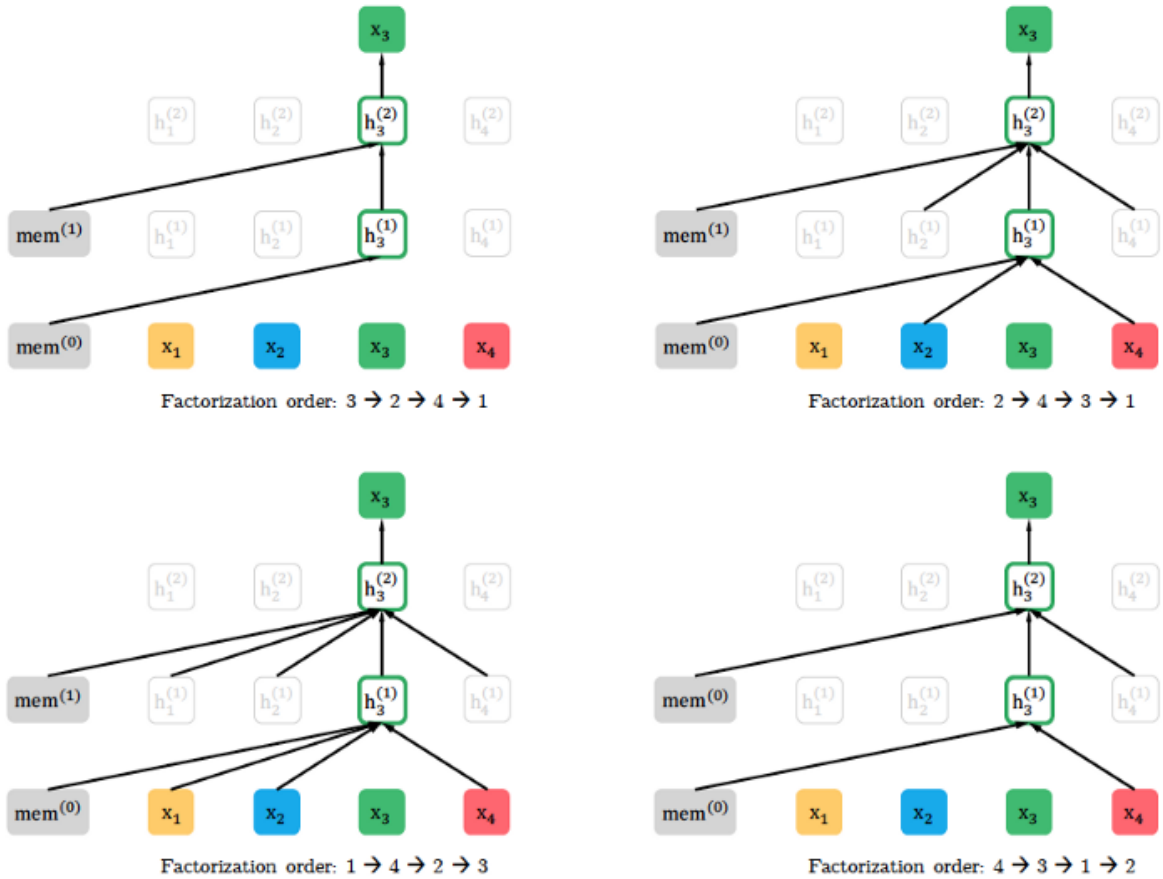 x₃ x₃
h₁⁽²⁾ h₂⁽²⁾ h₃⁽²⁾ h₄⁽²⁾ h₁⁽²⁾ h₂⁽²⁾ h₃⁽²⁾ h₄⁽²⁾
mem⁽¹⁾ h₁⁽¹⁾ h₂⁽¹⁾ h₃⁽¹⁾ h₄⁽¹⁾ mem⁽¹⁾ h₁⁽¹⁾ h₂⁽¹⁾ h₃⁽¹⁾ h₄⁽¹⁾
mem⁽⁰⁾ x₁ x₂ x₃ x₄ mem⁽⁰⁾ x₁ x₂ x₃ x₄
Factorization order: 3 → 2 → 4 → 1 Factorization order: 2 → 4 → 3 → 1
x₃ x₃
h₁⁽²⁾ h₂⁽²⁾ h₃⁽²⁾ h₄⁽²⁾ h₁⁽²⁾ h₂⁽²⁾ h₃⁽²⁾ h₄⁽²⁾
mem⁽¹⁾ h₁⁽¹⁾ h₂⁽¹⁾ h₃⁽¹⁾ h₄⁽¹⁾ mem⁽⁰⁾ h₁⁽¹⁾ h₂⁽¹⁾ h₃⁽¹⁾ h₄⁽¹⁾
mem⁽⁰⁾ x₁ x₂ x₃ x₄ mem⁽⁰⁾ x₁ x₂ x₃ x₄
Factorization order: 1 → 4 → 2 → 3 Factorization order: 4 → 3 → 1 → 2